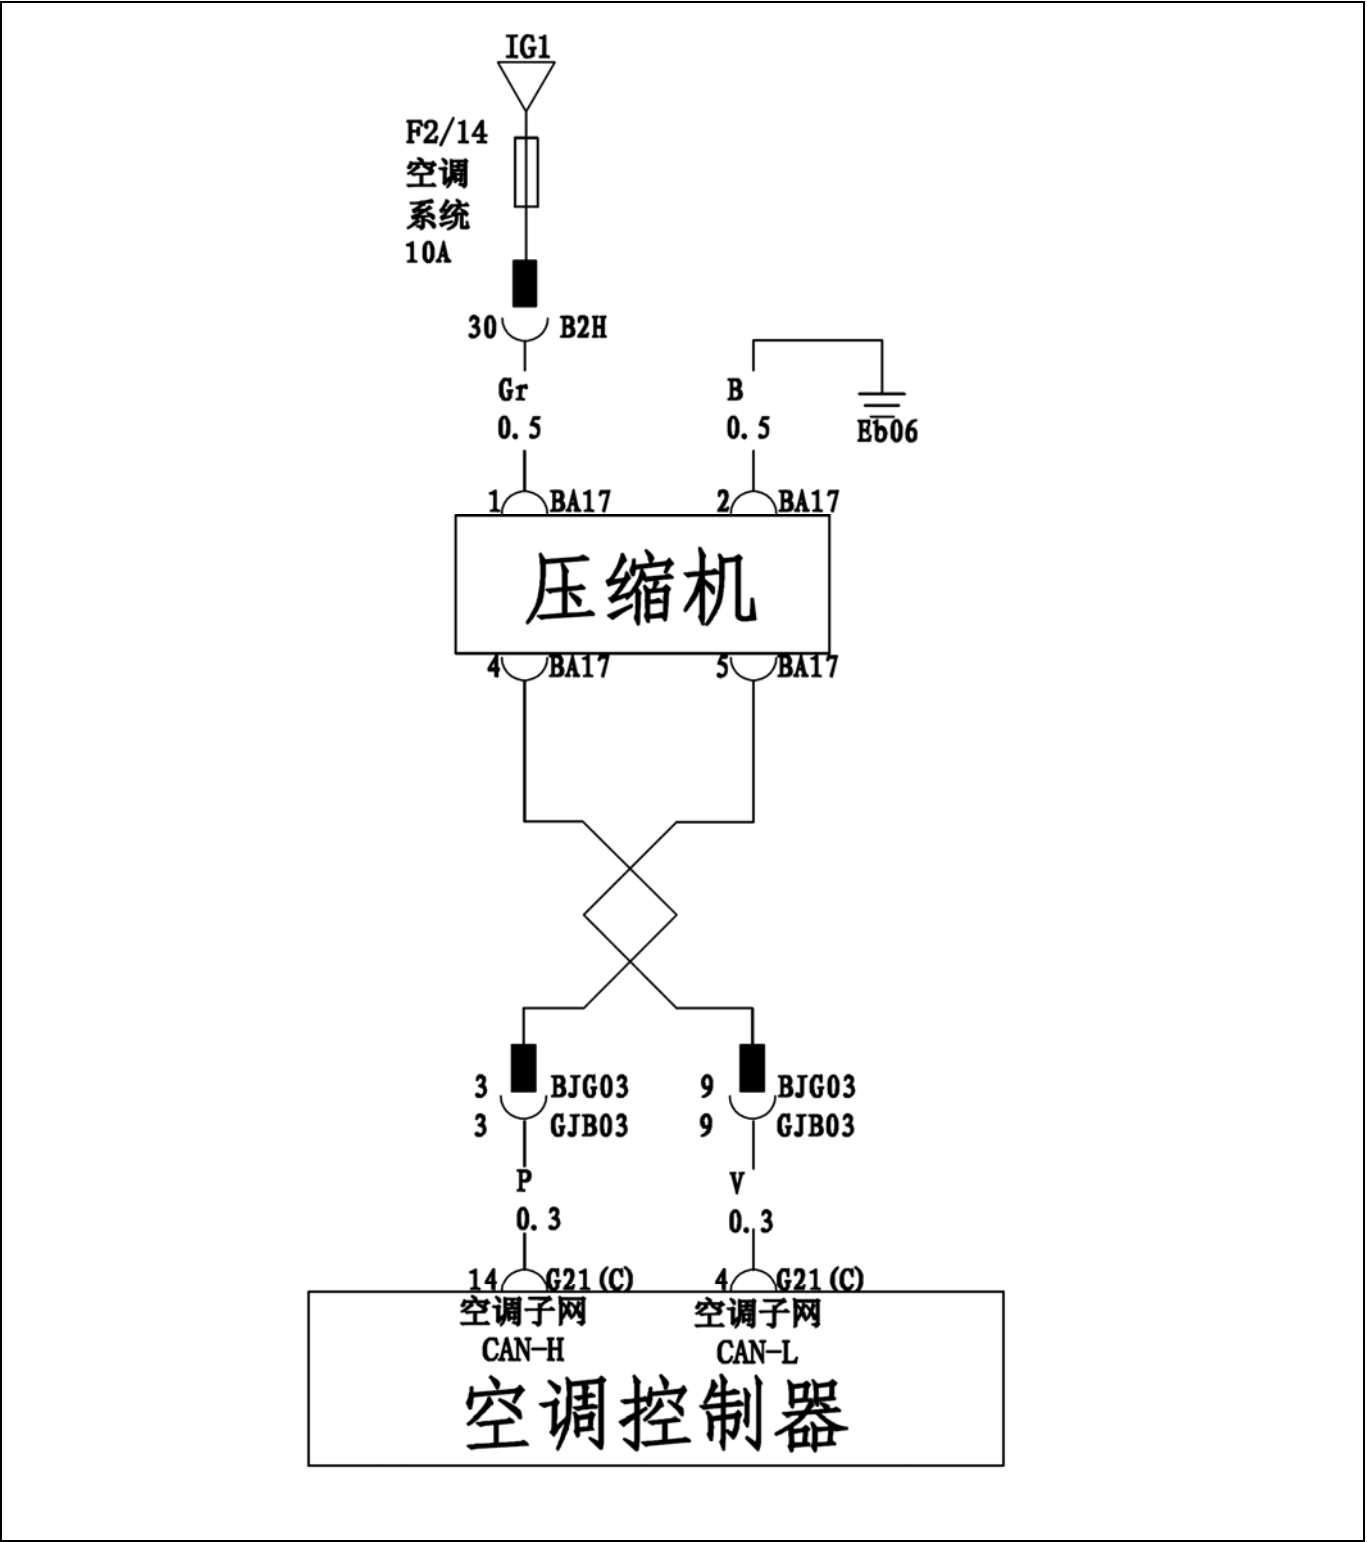 IG1
F2/14
空调
系统
10A
30 B2H
Gr
0.5
B
0.5
Eb06
1 BA17
2 BA17
压缩机
4 BA17
5 BA17
3 BJG03
3 GJB03
9 BJG03
9 GJB03
P
0.3
V
0.3
14 G21(C)
4 G21(C)
空调子网
CAN-H
空调子网
CAN-L
空调控制器